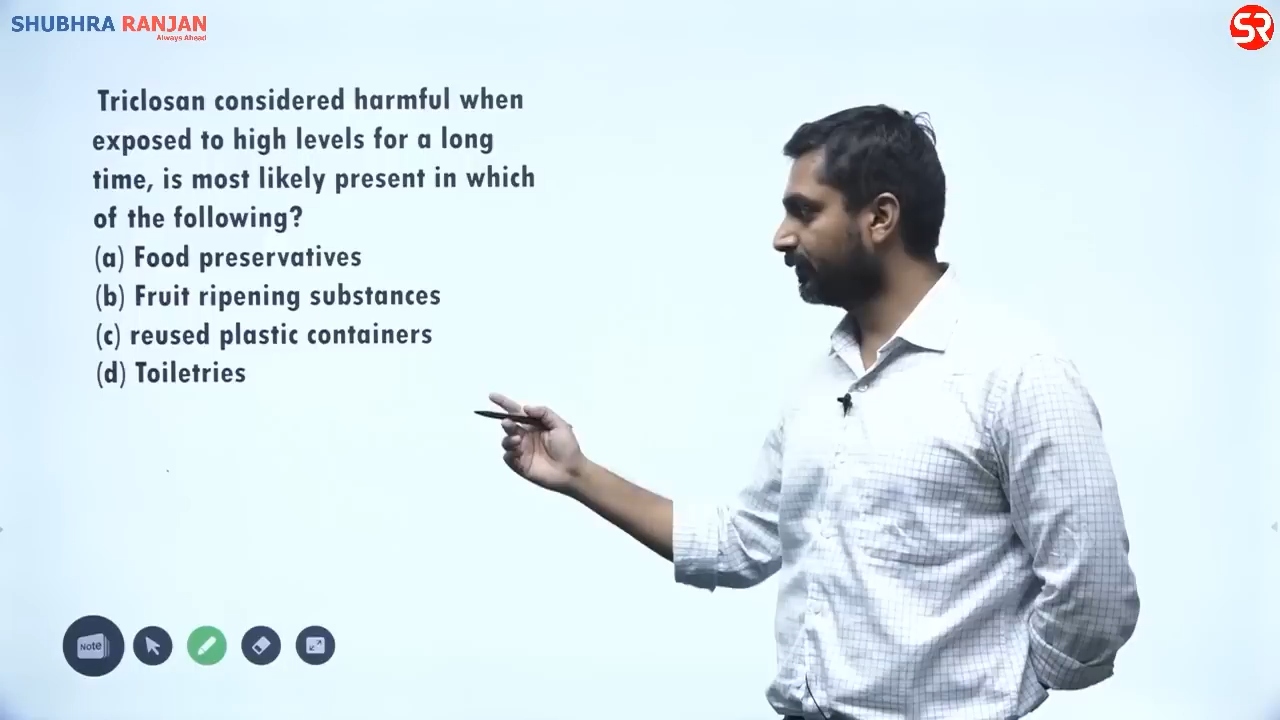 SHUBHRA RANJAN
Always Ahead
SR
Triclosan considered harmful when
exposed to high levels for a long
time, is most likely present in which
of the following?
(a) Food preservatives
(b) Fruit ripening substances
(c) reused plastic containers
(d) Toiletries
Note